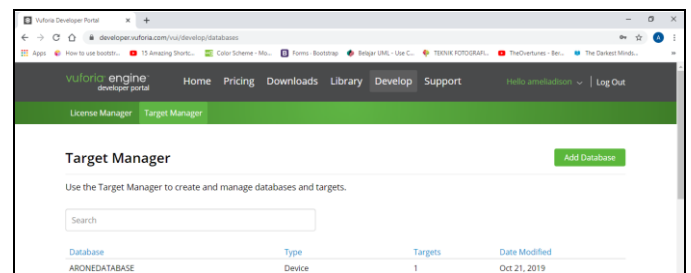 Vuforia Developer Portal
developer.vuforia.com/vui/develop/databases
Apps How to use bootstr... 15 Amazing Shortc... Color Scheme - Mo... Forms · Bootstrap Belajar UML - Use C... TEKNIK FOTOGRAFI... TheOvertunes - Ber... The Darkest Minds...
vuforia engine Home Pricing Downloads Library Develop Support Hello ameliadison Log Out
developer portal
License Manager Target Manager
Target Manager Add Database
Use the Target Manager to create and manage databases and targets.
Search
Database Type Targets Date Modified
ARONEDATABASE Device 1 Oct 21, 2019